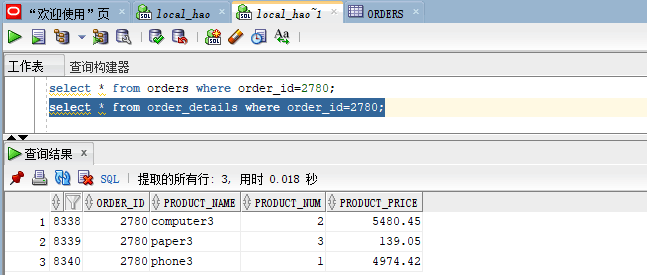 “欢迎使用”页 local_hao local_hao~1 ORDERS
工作表 查询构建器
select * from orders where order_id=2780;
select * from order_details where order_id=2780;
查询结果 x
SQL | 提取的所有行: 3, 用时 0.018 秒
ORDER_ID PRODUCT_NAME PRODUCT_NUM PRODUCT_PRICE
1 8338 2780 computer3 2 5480.45
2 8339 2780 paper3 3 139.05
3 8340 2780 phone3 1 4974.42